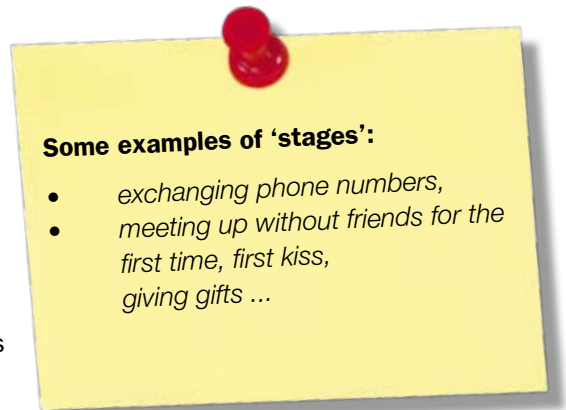 Some examples of ‘stages’:
• exchanging phone numbers,
• meeting up without friends for the
first time, first kiss,
giving gifts ...
s